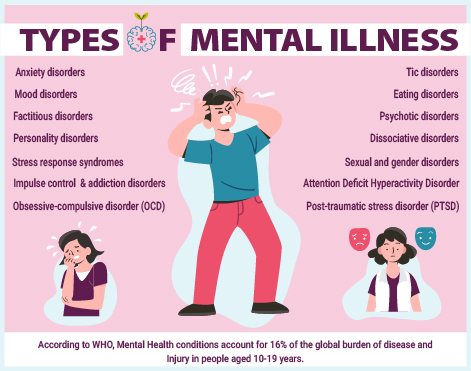 TYPES OF MENTAL ILLNESS
Anxiety disorders
Mood disorders
Factitious disorders
Personality disorders
Stress response syndromes
Impulse control & addiction disorders
Obsessive-compulsive disorder (OCD)
Tic disorders
Eating disorders
Psychotic disorders
Dissociative disorders
Sexual and gender disorders
Attention Deficit Hyperactivity Disorder
Post-traumatic stress disorder (PTSD)
According to WHO, Mental Health conditions account for 16% of the global burden of disease and
Injury in people aged 10-19 years.